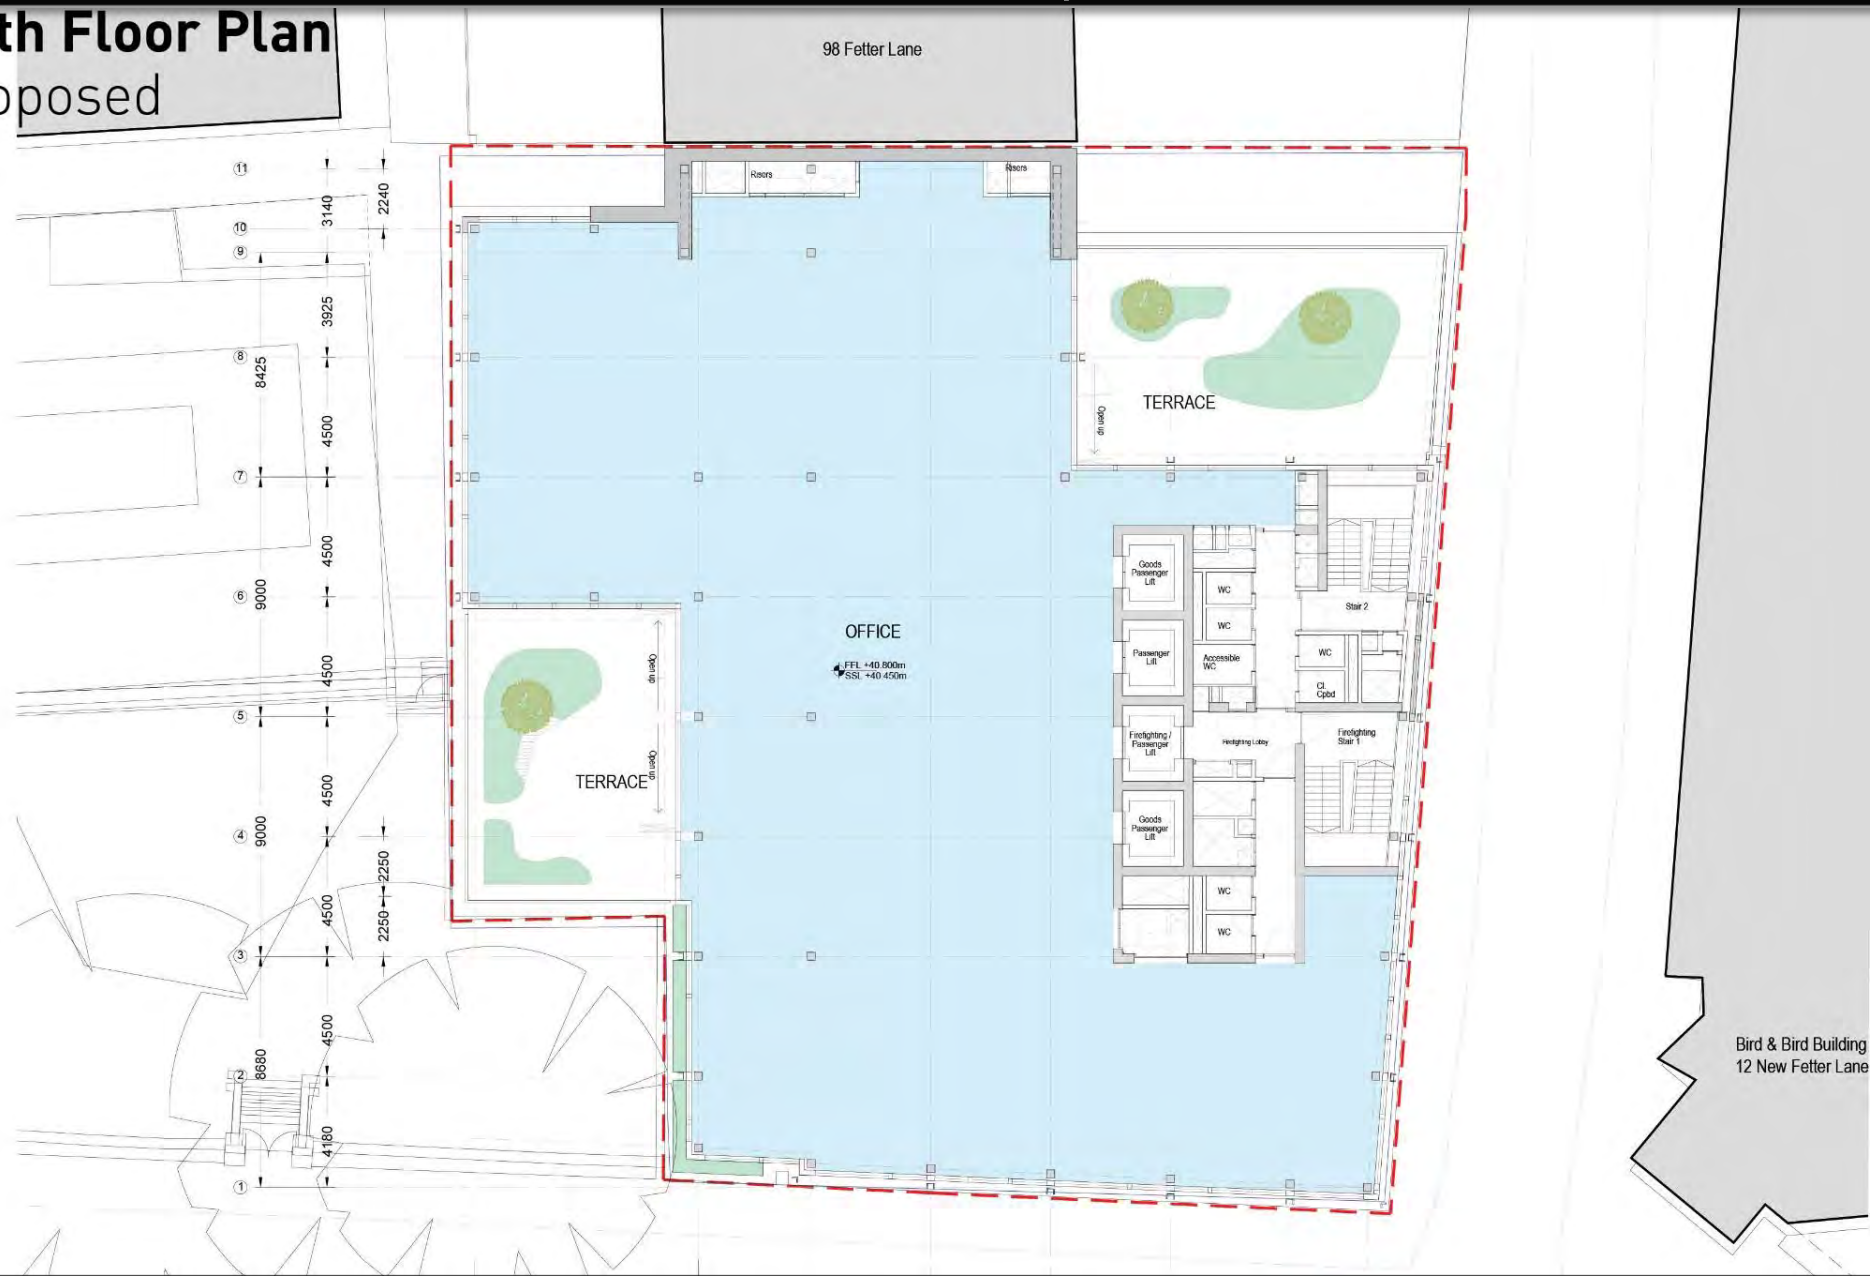 th Floor Plan
oposed
98 Fetter Lane
11
10
9
8
7
6
5
4
3
2
1
3140
2240
3925
8425
4500
4500
9000
4500
4500
9000
2250
4500
2250
4500
8680
4180
Risers
Risers
TERRACE
Open up
OFFICE
FFL +40.800m
SSL +40.450m
Goods
Passenger
Lift
WC
WC
Stair 2
Passenger
Lift
Accessible
WC
WC
CL
Cpbd
Firefighting /
Passenger
Lift
Firefighting Lobby
Firefighting
Stair 1
Goods
Passenger
Lift
WC
WC
Open up
Open up
TERRACE
Bird & Bird Building
12 New Fetter Lane